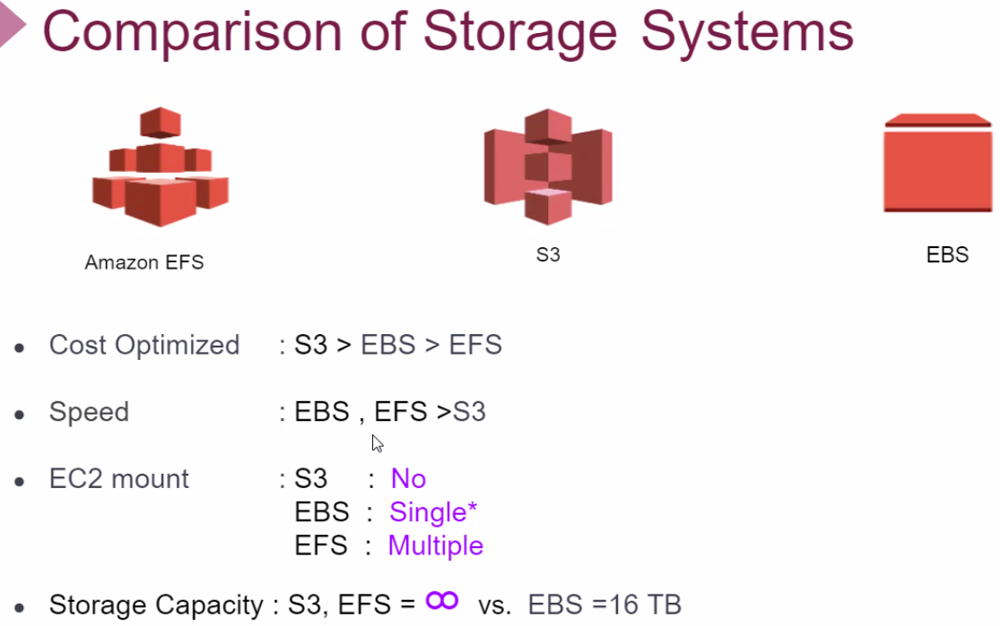 Comparison of Storage Systems
Amazon EFS
S3
EBS
• Cost Optimized : S3 > EBS > EFS
• Speed : EBS , EFS >S3
• EC2 mount : S3 : No
EBS : Single*
EFS : Multiple
• Storage Capacity : S3, EFS = ∞ vs. EBS =16 TB